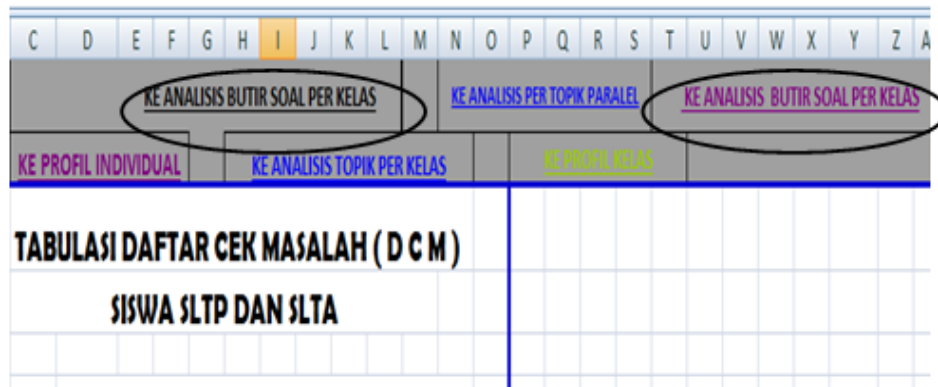 C D E F G H I J K L M N O P Q R S T U V W X Y Z A
KE ANALISIS BUTIR SOAL PER KELAS KE ANALISIS PER TOPIK PARALEL KE ANALISIS BUTIR SOAL PER KELAS
KE PROFIL INDIVIDUAL KE ANALISIS TOPIK PER KELAS KE PROFIL KELAS
TABULASI DAFTAR CEK MASALAH ( D C M )
SISWA SLTP DAN SLTA